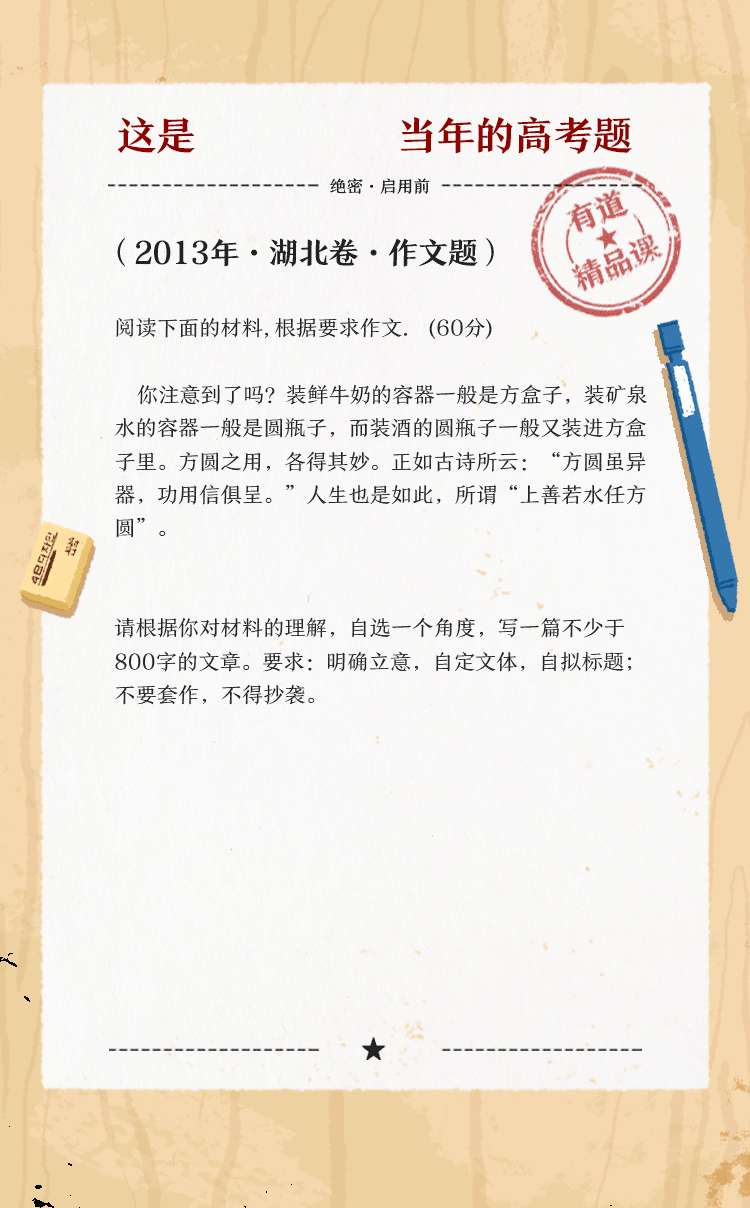 这是 当年的高考题
绝密·启用前
有道
精品课
（2013年·湖北卷·作文题）
阅读下面的材料，根据要求作文. (60分)
你注意到了吗？装鲜牛奶的容器一般是方盒子，装矿泉
水的容器一般是圆瓶子，而装酒的圆瓶子一般又装进方盒
子里。方圆之用，各得其妙。正如古诗所云：“方圆虽异
器，功用信俱呈。”人生也是如此，所谓“上善若水任方
圆”。
请根据你对材料的理解，自选一个角度，写一篇不少于
800字的文章。要求：明确立意，自定文体，自拟标题；
不要套作，不得抄袭。